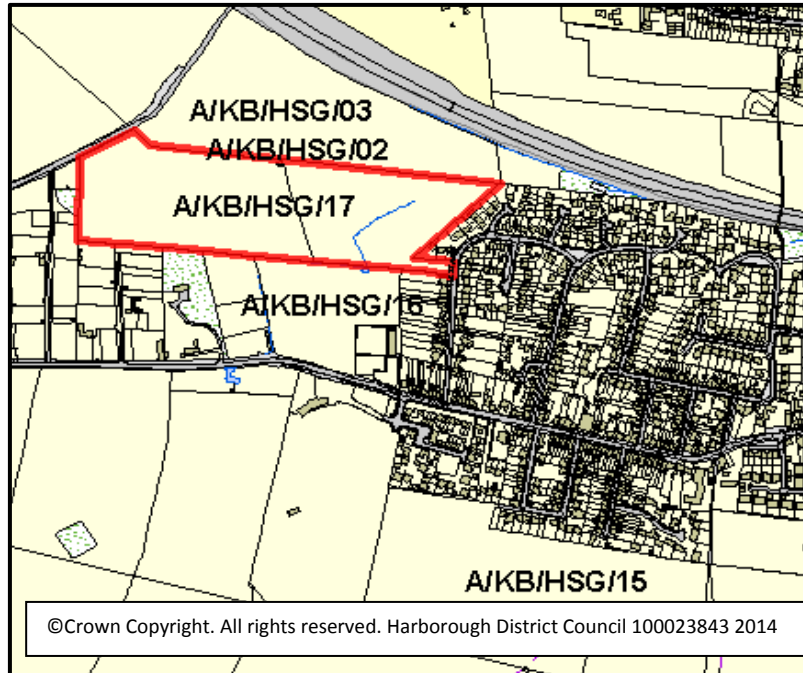 A/KB/HSG/03
A/KB/HSG/02
A/KB/HSG/17
A/KB/HSG/16
A/KB/HSG/15
©Crown Copyright. All rights reserved. Harborough District Council 100023843 2014